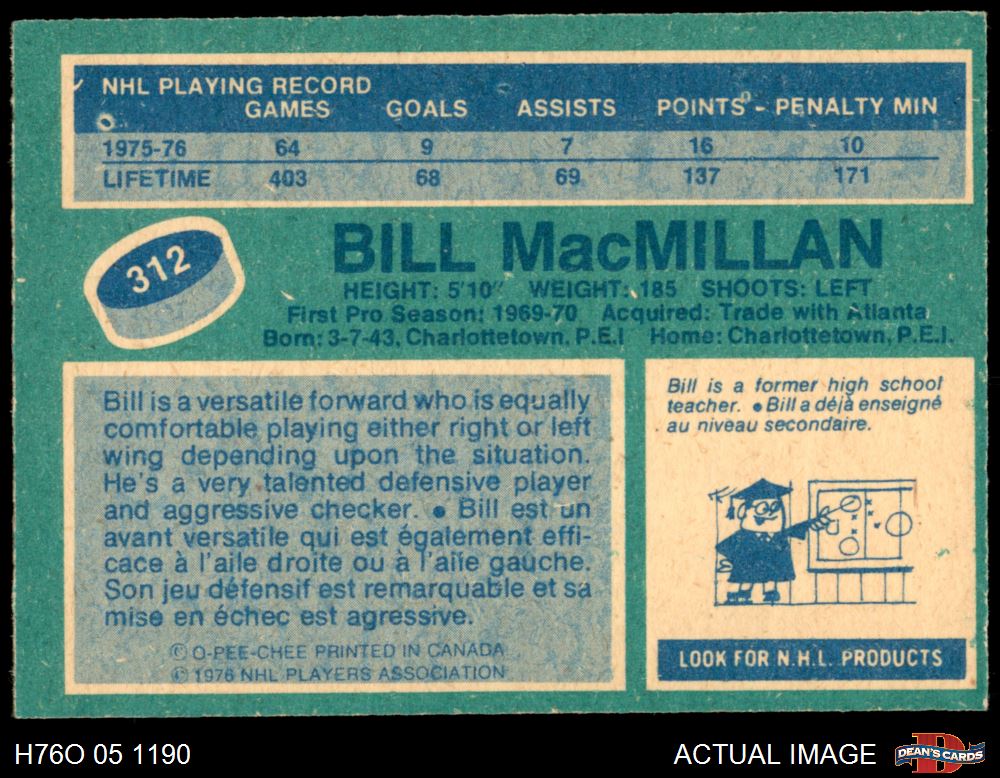 NHL PLAYING RECORD
GAMES GOALS ASSISTS POINTS - PENALTY MIN
1975-76 64 9 7 16 10
LIFETIME 403 68 69 137 171
312
BILL MacMILLAN
HEIGHT: 5'10" WEIGHT: 185 SHOOTS: LEFT
First Pro Season: 1969-70 Acquired: Trade with Atlanta
Born: 3-7-43, Charlottetown, P.E.I Home: Charlottetown, P.E.I.
Bill is a versatile forward who is equally
comfortable playing either right or left
wing depending upon the situation.
He's a very talented defensive player
and aggressive checker. ● Bill est un
avant versatile qui est également effi-
cace à l'aile droite ou à l'aile gauche.
Son jeu défensif est remarquable et sa
mise en échec est agressive.
© O-PEE-CHEE PRINTED IN CANADA
© 1976 NHL PLAYERS ASSOCIATION
Bill is a former high school
teacher. ● Bill a déjà enseigné
au niveau secondaire.
LOOK FOR N.H.L. PRODUCTS
H76O 05 1190
ACTUAL IMAGE
DEAN'S CARDS